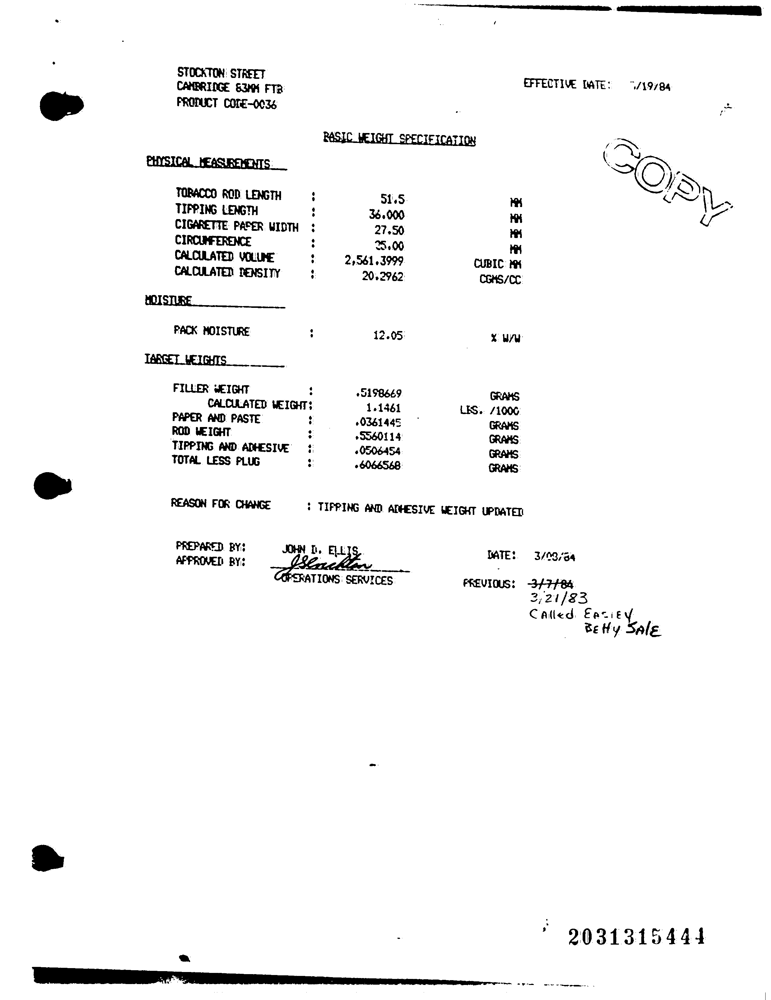 STOCKTON STREET
CAMBRIDGE 83MM FTB
PRODUCT CODE-0036
EFFECTIVE DATE: /19/84
COPY
BASIC WEIGHT SPECIFICATION
PHYSICAL MEASUREMENTS
TOBACCO ROD LENGTH : 51.5 MM
TIPPING LENGTH : 36.000 MM
CIGARETTE PAPER WIDTH : 27.50 MM
CIRCUMFERENCE : 25.00 MM
CALCULATED VOLUME : 2,561.3999 CUBIC MM
CALCULATED DENSITY : 20.2962 CGMS/CC
MOISTURE
PACK MOISTURE : 12.05 % W/W
TARGET WEIGHTS
FILLER WEIGHT : .5198669 GRAMS
CALCULATED WEIGHT: 1.1461 LBS. /1000
PAPER AND PASTE : .0361445 GRAMS
ROD WEIGHT : .5560114 GRAMS
TIPPING AND ADHESIVE : .0506454 GRAMS
TOTAL LESS PLUG : .6066568 GRAMS
REASON FOR CHANGE : TIPPING AND ADHESIVE WEIGHT UPDATED
PREPARED BY: JOHN D. ELLIS DATE: 3/08/84
APPROVED BY:
OPERATIONS SERVICES PREVIOUS: 3/7/84
3/21/83
CAlled EASlEY
BEttY SAlE
2031315444